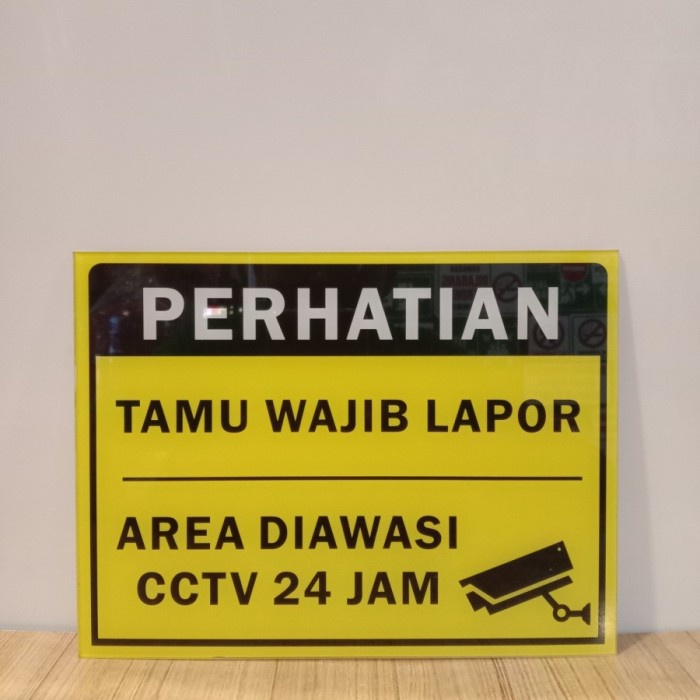 PERHATIAN
TAMU WAJIB LAPOR
AREA DIAWASI
CCTV 24 JAM